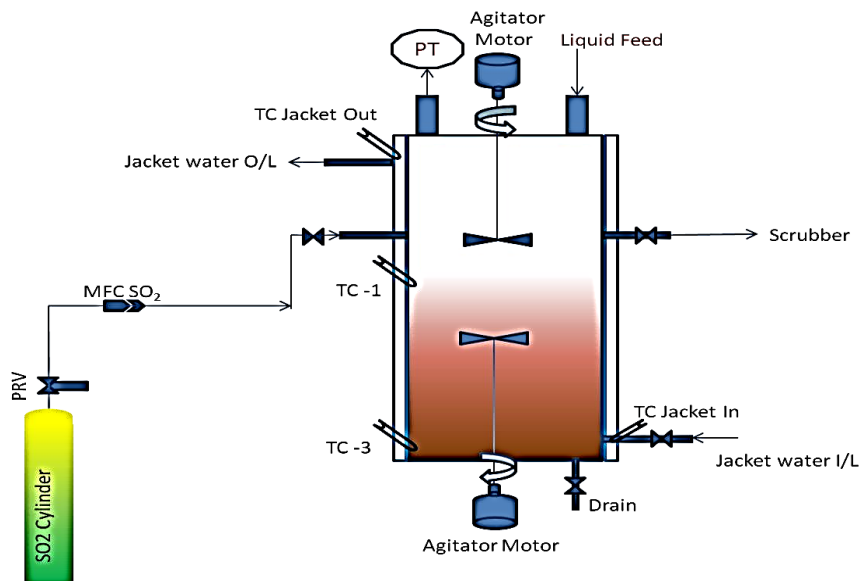 Agitator
Motor
PT
Liquid Feed
TC Jacket Out
Jacket water O/L
Scrubber
TC -1
MFC SO₂
PRV
TC Jacket In
TC -3
Jacket water I/L
SO2 Cylinder
Drain
Agitator Motor